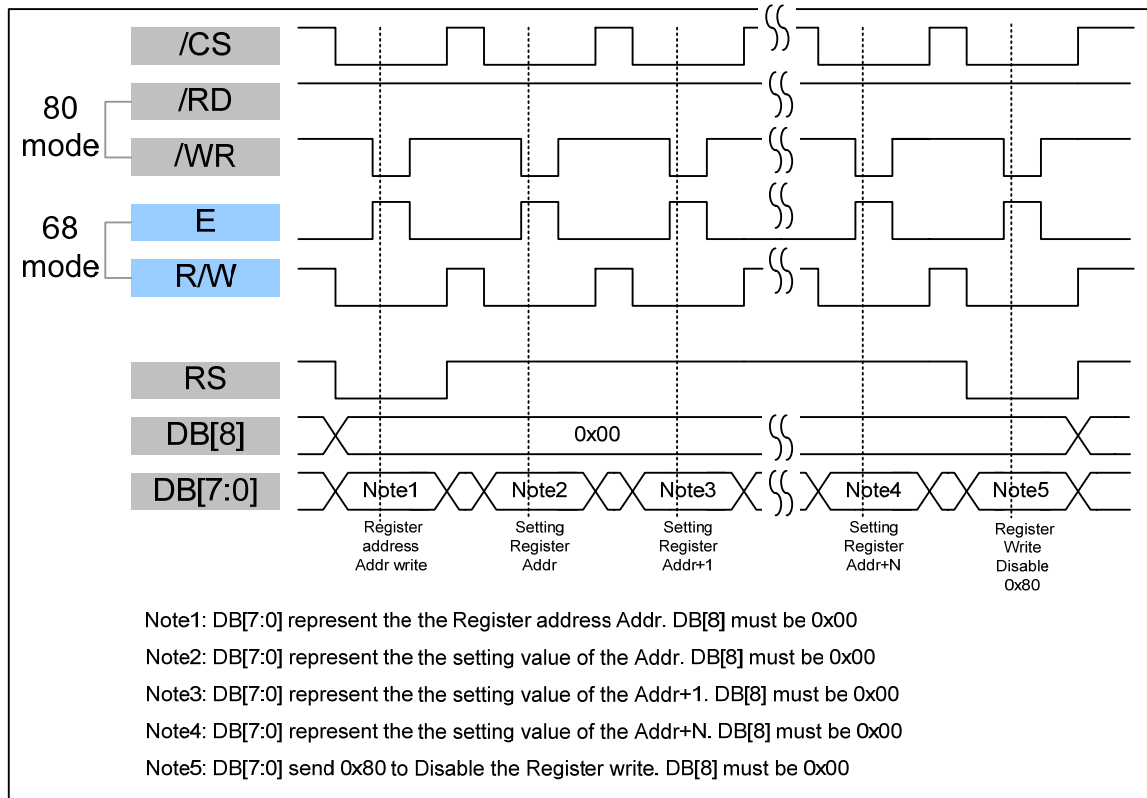 /CS
80
mode
/RD
/WR
68
mode
E
R/W
RS
DB[8]
0x00
DB[7:0]
Note1
Note2
Note3
Note4
Note5
Register
address
Addr write
Setting
Register
Addr
Setting
Register
Addr+1
Setting
Register
Addr+N
Register
Write
Disable
0x80
Note1: DB[7:0] represent the the Register address Addr. DB[8] must be 0x00
Note2: DB[7:0] represent the the setting value of the Addr. DB[8] must be 0x00
Note3: DB[7:0] represent the the setting value of the Addr+1. DB[8] must be 0x00
Note4: DB[7:0] represent the the setting value of the Addr+N. DB[8] must be 0x00
Note5: DB[7:0] send 0x80 to Disable the Register write. DB[8] must be 0x00